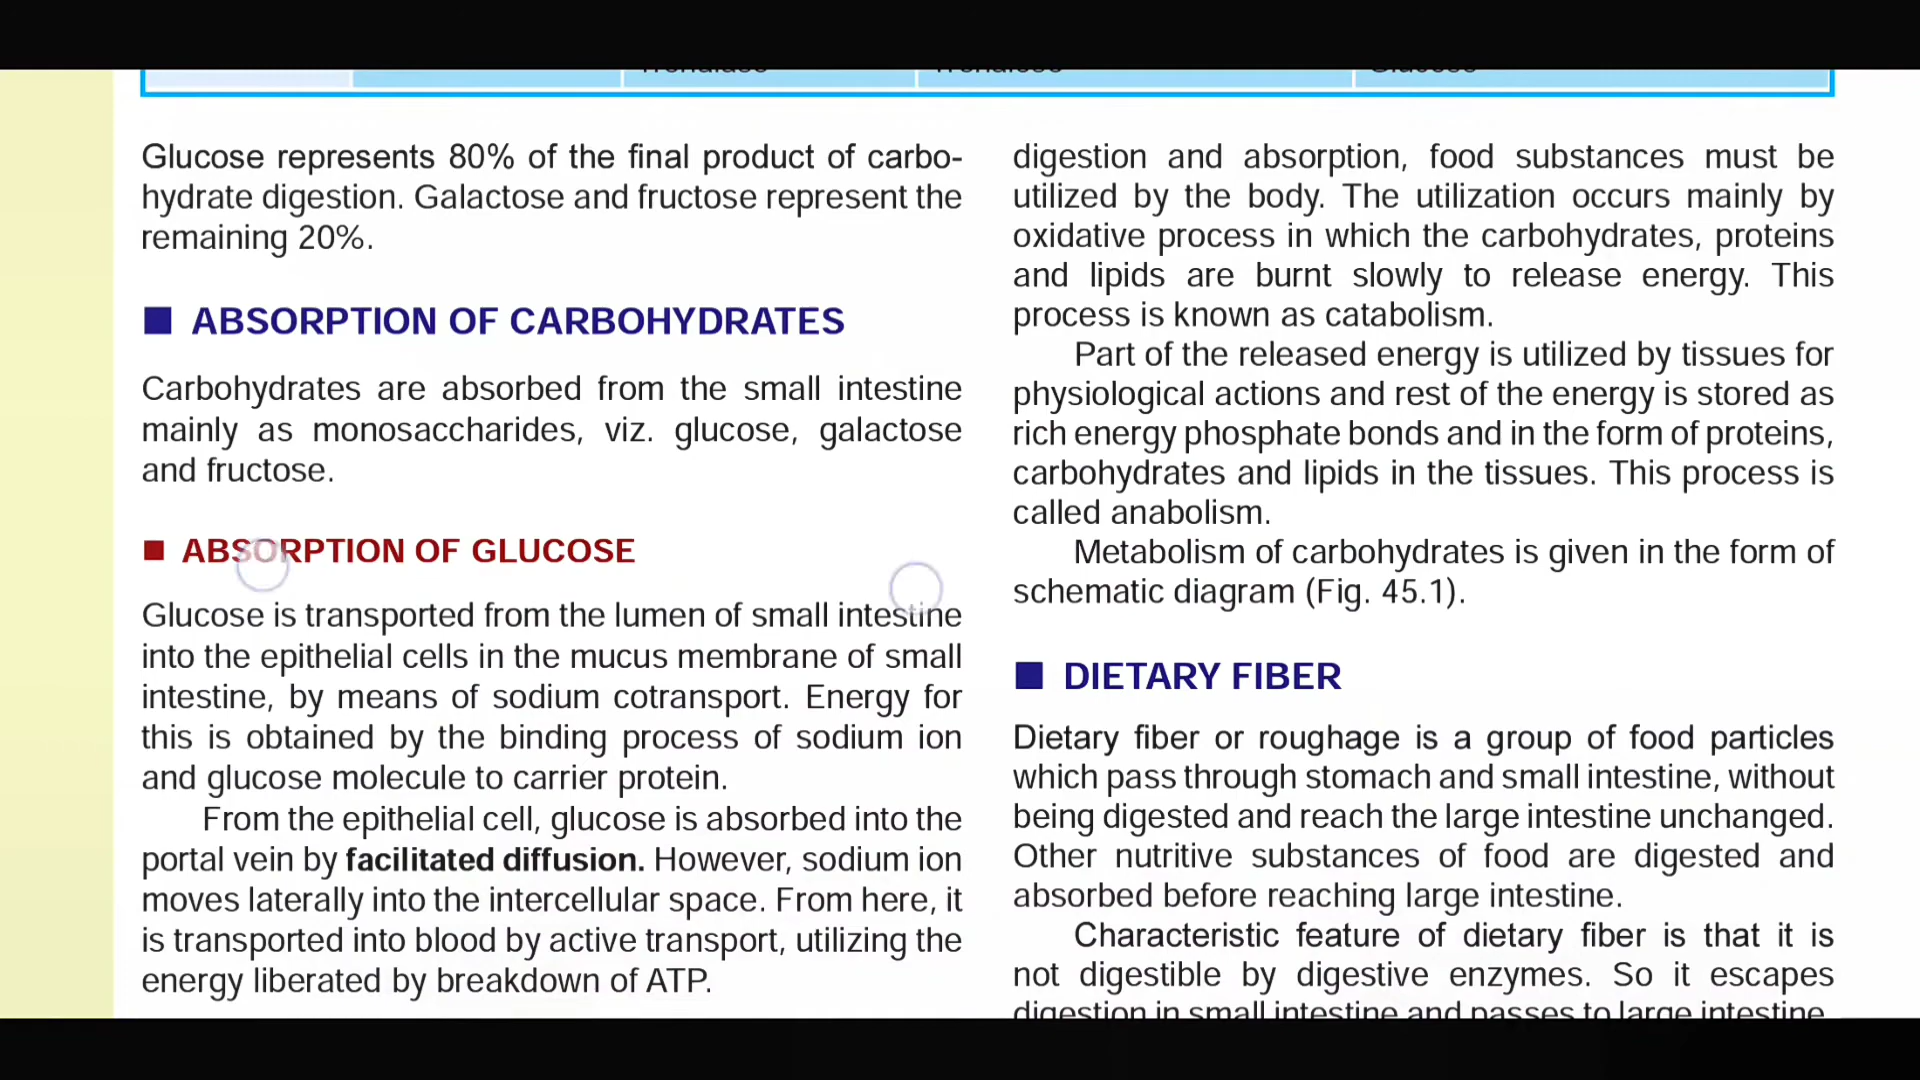 Glucose represents 80% of the final product of carbo-
hydrate digestion. Galactose and fructose represent the
remaining 20%.
ABSORPTION OF CARBOHYDRATES
Carbohydrates are absorbed from the small intestine
mainly as monosaccharides, viz. glucose, galactose
and fructose.
ABSORPTION OF GLUCOSE
Glucose is transported from the lumen of small intestine
into the epithelial cells in the mucus membrane of small
intestine, by means of sodium cotransport. Energy for
this is obtained by the binding process of sodium ion
and glucose molecule to carrier protein.
From the epithelial cell, glucose is absorbed into the
portal vein by facilitated diffusion. However, sodium ion
moves laterally into the intercellular space. From here, it
is transported into blood by active transport, utilizing the
energy liberated by breakdown of ATP.
digestion and absorption, food substances must be
utilized by the body. The utilization occurs mainly by
oxidative process in which the carbohydrates, proteins
and lipids are burnt slowly to release energy. This
process is known as catabolism.
Part of the released energy is utilized by tissues for
physiological actions and rest of the energy is stored as
rich energy phosphate bonds and in the form of proteins,
carbohydrates and lipids in the tissues. This process is
called anabolism.
Metabolism of carbohydrates is given in the form of
schematic diagram (Fig. 45.1).
DIETARY FIBER
Dietary fiber or roughage is a group of food particles
which pass through stomach and small intestine, without
being digested and reach the large intestine unchanged.
Other nutritive substances of food are digested and
absorbed before reaching large intestine.
Characteristic feature of dietary fiber is that it is
not digestible by digestive enzymes. So it escapes
digestion in small intestine and passes to large intestine.